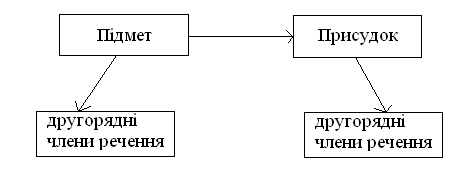 Підмет
Присудок
другорядні
члени речення
другорядні
члени речення